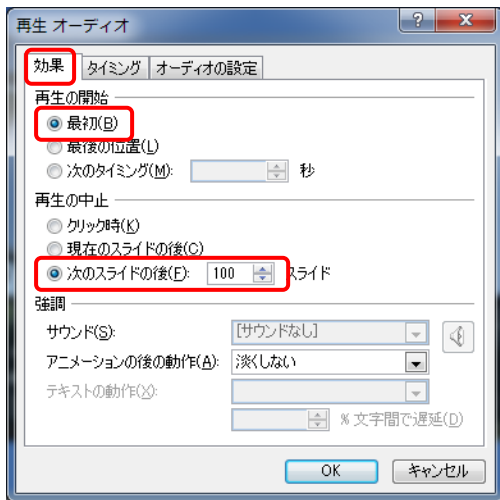 再生 オーディオ
効果 タイミング オーディオの設定
再生の開始
最初(B)
最後の位置(L)
次のタイミング(M): 秒
再生の中止
クリック時(K)
現在のスライドの後(C)
次のスライドの後(F): 100 スライド
強調
サウンド(S): [サウンドなし]
アニメーションの後の動作(A): 淡くしない
テキストの動作(X):
% 文字間で遅延(D)
OK キャンセル